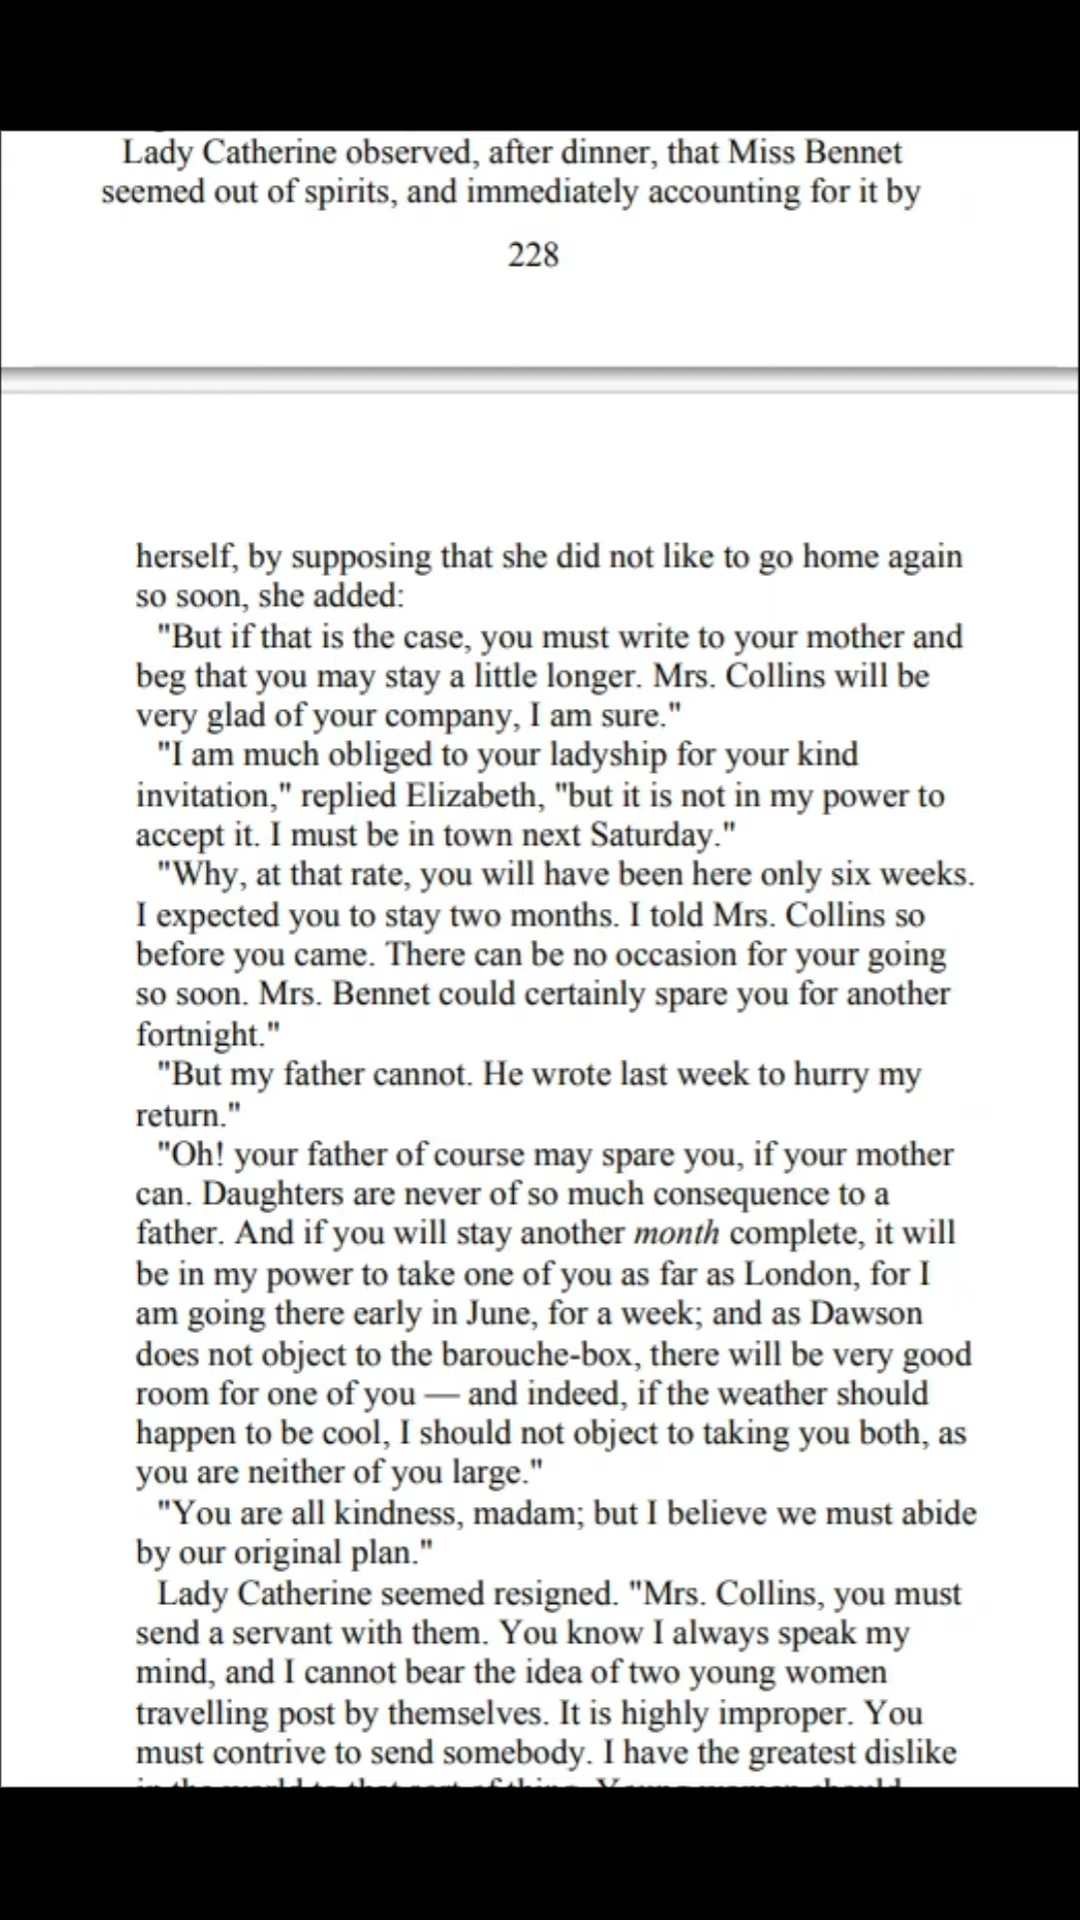 Lady Catherine observed, after dinner, that Miss Bennet
seemed out of spirits, and immediately accounting for it by
228
herself, by supposing that she did not like to go home again
so soon, she added:
"But if that is the case, you must write to your mother and
beg that you may stay a little longer. Mrs. Collins will be
very glad of your company, I am sure."
"I am much obliged to your ladyship for your kind
invitation," replied Elizabeth, "but it is not in my power to
accept it. I must be in town next Saturday."
"Why, at that rate, you will have been here only six weeks.
I expected you to stay two months. I told Mrs. Collins so
before you came. There can be no occasion for your going
so soon. Mrs. Bennet could certainly spare you for another
fortnight."
"But my father cannot. He wrote last week to hurry my
return."
"Oh! your father of course may spare you, if your mother
can. Daughters are never of so much consequence to a
father. And if you will stay another month complete, it will
be in my power to take one of you as far as London, for I
am going there early in June, for a week; and as Dawson
does not object to the barouche-box, there will be very good
room for one of you — and indeed, if the weather should
happen to be cool, I should not object to taking you both, as
you are neither of you large."
"You are all kindness, madam; but I believe we must abide
by our original plan."
Lady Catherine seemed resigned. "Mrs. Collins, you must
send a servant with them. You know I always speak my
mind, and I cannot bear the idea of two young women
travelling post by themselves. It is highly improper. You
must contrive to send somebody. I have the greatest dislike